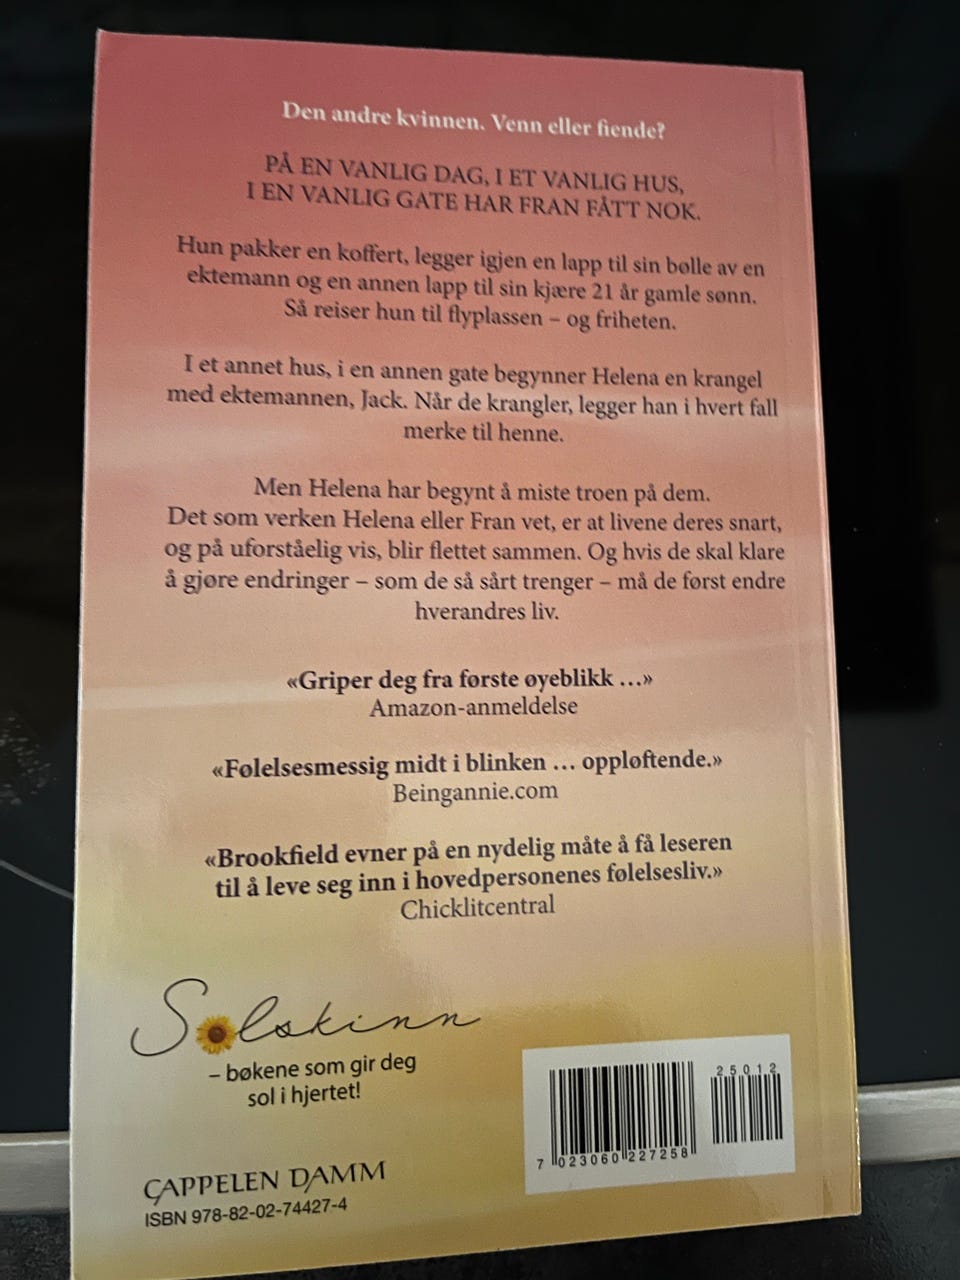 Den andre kvinnen. Venn eller fiende?
PÅ EN VANLIG DAG, I ET VANLIG HUS,
I EN VANLIG GATE HAR FRAN FÅTT NOK.
Hun pakker en koffert, legger igjen en lapp til sin bølle av en
ektemann og en annen lapp til sin kjære 21 år gamle sønn.
Så reiser hun til flyplassen – og friheten.
I et annet hus, i en annen gate begynner Helena en krangel
med ektemannen, Jack. Når de krangler, legger han i hvert fall
merke til henne.
Men Helena har begynt å miste troen på dem.
Det som verken Helena eller Fran vet, er at livene deres snart,
og på uforståelig vis, blir flettet sammen. Og hvis de skal klare
å gjøre endringer – som de så sårt trenger – må de først endre
hverandres liv.
«Griper deg fra første øyeblikk …»
Amazon-anmeldelse
«Følelsesmessig midt i blinken … oppløftende.»
Beingannie.com
«Brookfield evner på en nydelig måte å få leseren
til å leve seg inn i hovedpersonenes følelsesliv.»
Chicklitcentral
Solskinn
– bøkene som gir deg
sol i hjertet!
CAPPELEN DAMM
ISBN 978-82-02-74427-4
25012
7 023060 227258